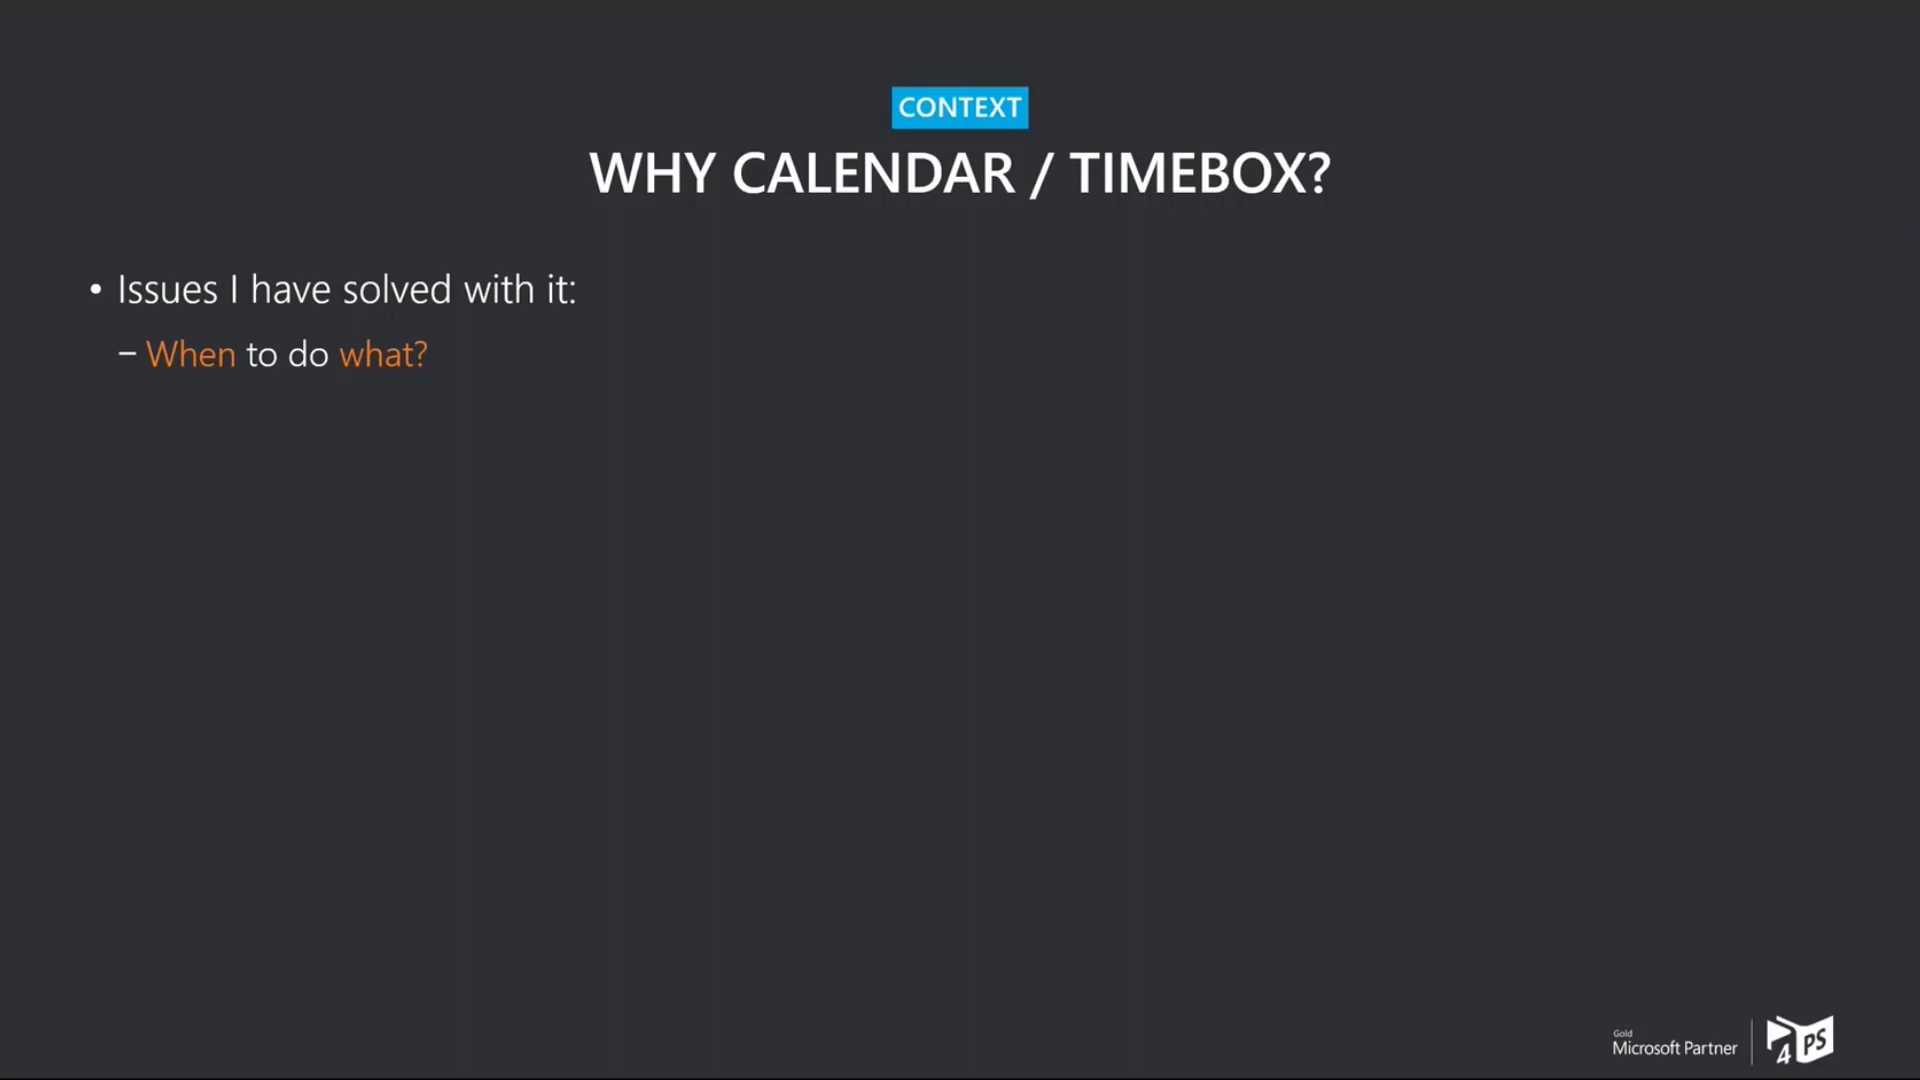 CONTEXT
WHY CALENDAR / TIMEBOX?
• Issues I have solved with it:
– When to do what?
Gold
Microsoft Partner
4PS